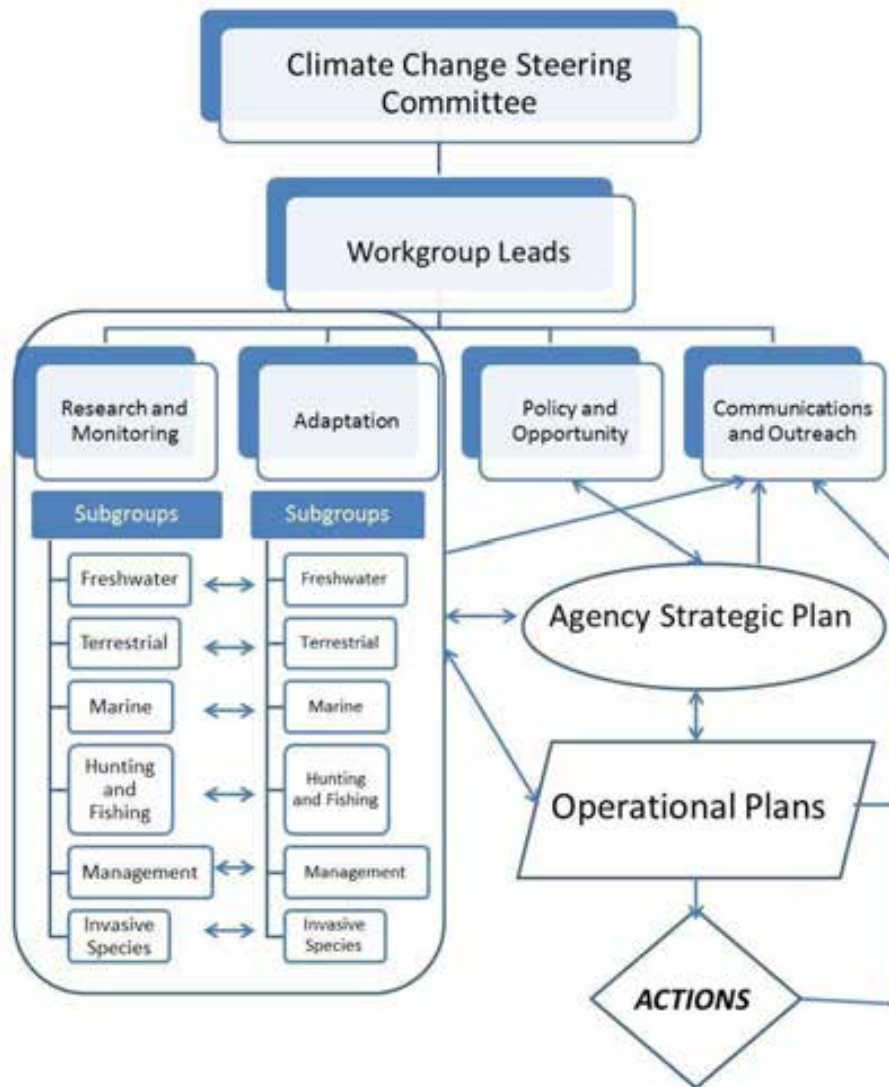 Climate Change Steering
Committee
Workgroup Leads
Research and
Monitoring
Adaptation
Policy and
Opportunity
Communications
and Outreach
Subgroups
Freshwater
Terrestrial
Marine
Hunting
and
Fishing
Management
Invasive
Species
Subgroups
Freshwater
Terrestrial
Marine
Hunting
and Fishing
Management
Invasive
Species
Agency Strategic Plan
Operational Plans
ACTIONS